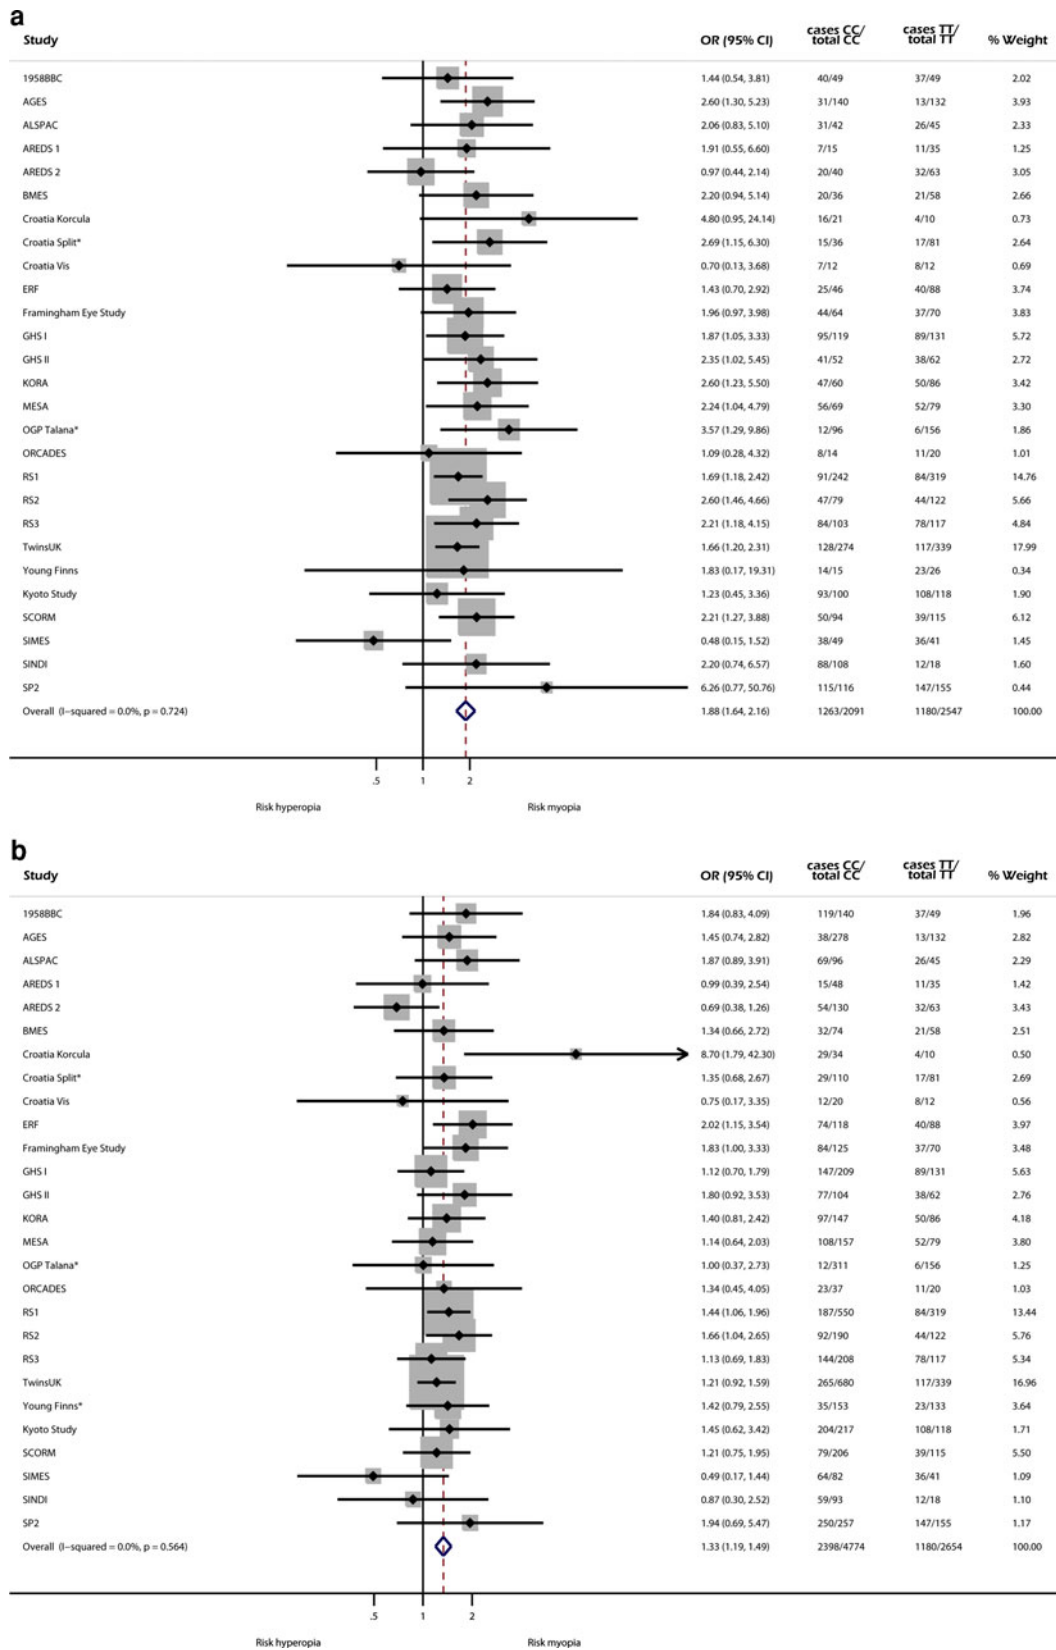 a
Study OR (95% CI) cases CC/ total CC cases TT/ total TT % Weight
1958BBC 1.44 (0.54, 3.81) 40/49 37/49 2.02
AGES 2.60 (1.30, 5.23) 31/140 13/132 3.93
ALSPAC 2.06 (0.83, 5.10) 31/42 26/45 2.33
AREDS 1 1.91 (0.55, 6.60) 7/15 11/35 1.25
AREDS 2 0.97 (0.44, 2.14) 20/40 32/63 3.05
BMES 2.20 (0.94, 5.14) 20/36 21/58 2.66
Croatia Korcula 4.80 (0.95, 24.14) 16/21 4/10 0.73
Croatia Split* 2.69 (1.15, 6.30) 15/36 17/81 2.64
Croatia Vis 0.70 (0.13, 3.68) 7/12 8/12 0.69
ERF 1.43 (0.70, 2.92) 25/46 40/88 3.74
Framingham Eye Study 1.96 (0.97, 3.98) 44/64 37/70 3.83
GHS I 1.87 (1.05, 3.33) 95/119 89/131 5.72
GHS II 2.35 (1.02, 5.45) 41/52 38/62 2.72
KORA 2.60 (1.23, 5.50) 47/60 50/86 3.42
MESA 2.24 (1.04, 4.79) 56/69 52/79 3.30
OGP Talana* 3.57 (1.29, 9.86) 12/96 6/156 1.86
ORCADES 1.09 (0.28, 4.32) 8/14 11/20 1.01
RS1 1.69 (1.18, 2.42) 91/242 84/319 14.76
RS2 2.60 (1.46, 4.66) 47/79 44/122 5.66
RS3 2.21 (1.18, 4.15) 84/103 78/117 4.84
TwinsUK 1.66 (1.20, 2.31) 128/274 117/339 17.99
Young Finns 1.83 (0.17, 19.31) 14/15 23/26 0.34
Kyoto Study 1.23 (0.45, 3.36) 93/100 108/118 1.90
SCORM 2.21 (1.27, 3.88) 50/94 39/115 6.12
SIMES 0.48 (0.15, 1.52) 38/49 36/41 1.45
SINDI 2.20 (0.74, 6.57) 88/108 12/18 1.60
SP2 6.26 (0.77, 50.76) 115/116 147/155 0.44
Overall (I-squared = 0.0%, p = 0.724) 1.88 (1.64, 2.16) 1263/2091 1180/2547 100.00
.5 1 2
Risk hyperopia Risk myopia
b
Study OR (95% CI) cases CC/ total CC cases TT/ total TT % Weight
1958BBC 1.84 (0.83, 4.09) 119/140 37/49 1.96
AGES 1.45 (0.74, 2.82) 38/278 13/132 2.82
ALSPAC 1.87 (0.89, 3.91) 69/96 26/45 2.29
AREDS 1 0.99 (0.39, 2.54) 15/48 11/35 1.42
AREDS 2 0.69 (0.38, 1.26) 54/130 32/63 3.43
BMES 1.34 (0.66, 2.72) 32/74 21/58 2.51
Croatia Korcula 8.70 (1.79, 42.30) 29/34 4/10 0.50
Croatia Split* 1.35 (0.68, 2.67) 29/110 17/81 2.69
Croatia Vis 0.75 (0.17, 3.35) 12/20 8/12 0.56
ERF 2.02 (1.15, 3.54) 74/118 40/88 3.97
Framingham Eye Study 1.83 (1.00, 3.33) 84/125 37/70 3.48
GHS I 1.12 (0.70, 1.79) 147/209 89/131 5.63
GHS II 1.80 (0.92, 3.53) 77/104 38/62 2.76
KORA 1.40 (0.81, 2.42) 97/147 50/86 4.18
MESA 1.14 (0.64, 2.03) 108/157 52/79 3.80
OGP Talana* 1.00 (0.37, 2.73) 12/311 6/156 1.25
ORCADES 1.34 (0.45, 4.05) 23/37 11/20 1.03
RS1 1.44 (1.06, 1.96) 187/550 84/319 13.44
RS2 1.66 (1.04, 2.65) 92/190 44/122 5.76
RS3 1.13 (0.69, 1.83) 144/208 78/117 5.34
TwinsUK 1.21 (0.92, 1.59) 265/680 117/339 16.96
Young Finns* 1.42 (0.79, 2.55) 35/153 23/133 3.64
Kyoto Study 1.45 (0.62, 3.42) 204/217 108/118 1.71
SCORM 1.21 (0.75, 1.95) 79/206 39/115 5.50
SIMES 0.49 (0.17, 1.44) 64/82 36/41 1.09
SINDI 0.87 (0.30, 2.52) 59/93 12/18 1.10
SP2 1.94 (0.69, 5.47) 250/257 147/155 1.17
Overall (I-squared = 0.0%, p = 0.564) 1.33 (1.19, 1.49) 2398/4774 1180/2654 100.00
.5 1 2
Risk hyperopia Risk myopia